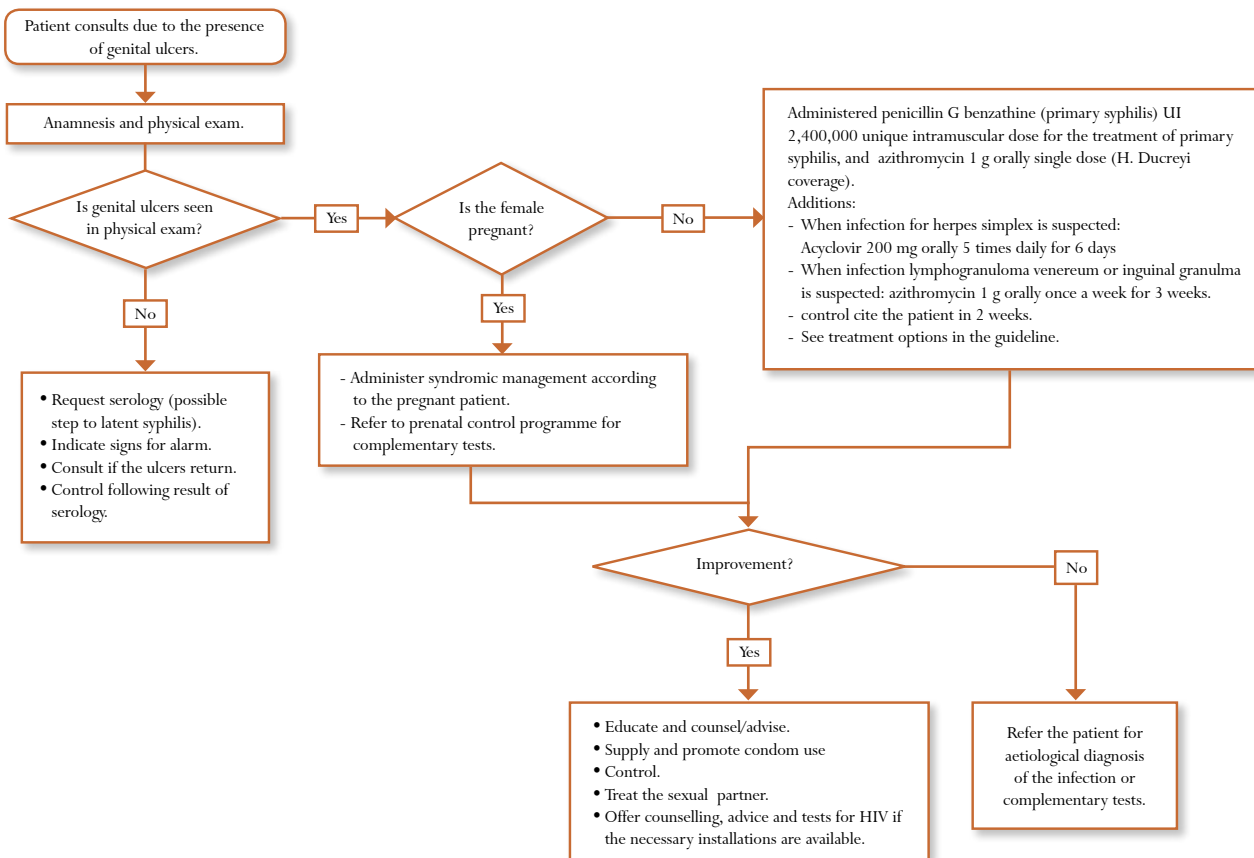 Patient consults due to the presence
of genital ulcers.
Anamnesis and physical exam.
Is genital ulcers seen
in physical exam?
Yes
Is the female
pregnant?
No
Administered penicillin G benzathine (primary syphilis) UI
2,400,000 unique intramuscular dose for the treatment of primary
syphilis, and azithromycin 1 g orally single dose (H. Ducreyi
coverage).
Additions:
- When infection for herpes simplex is suspected:
Acyclovir 200 mg orally 5 times daily for 6 days
- When infection lymphogranuloma venereum or inguinal granulma
is suspected: azithromycin 1 g orally once a week for 3 weeks.
- control cite the patient in 2 weeks.
- See treatment options in the guideline.
No
Yes
• Request serology (possible
step to latent syphilis).
• Indicate signs for alarm.
• Consult if the ulcers return.
• Control following result of
serology.
- Administer syndromic management according
to the pregnant patient.
- Refer to prenatal control programme for
complementary tests.
Improvement?
No
Yes
• Educate and counsel/advise.
• Supply and promote condom use
• Control.
• Treat the sexual partner.
• Offer counselling, advice and tests for HIV if
the necessary installations are available.
Refer the patient for
aetiological diagnosis
of the infection or
complementary tests.